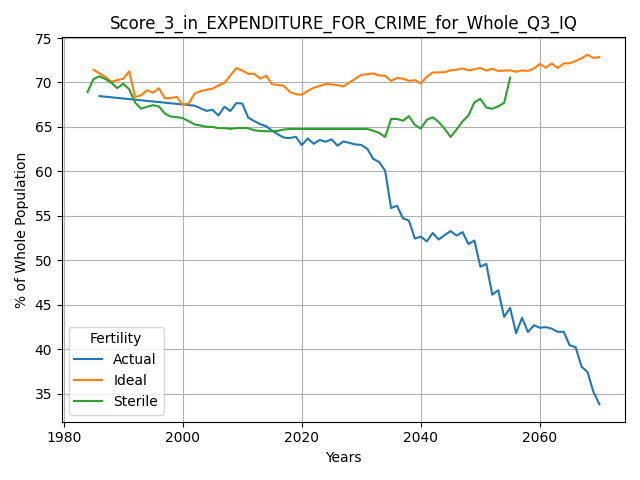 Score_3_in_EXPENDITURE_FOR_CRIME_for_Whole_Q3_IQ
% of Whole Population
75
70
65
60
55
50
45
40
35
Fertility
Actual
Ideal
Sterile
1980
2000
2020
2040
2060
Years